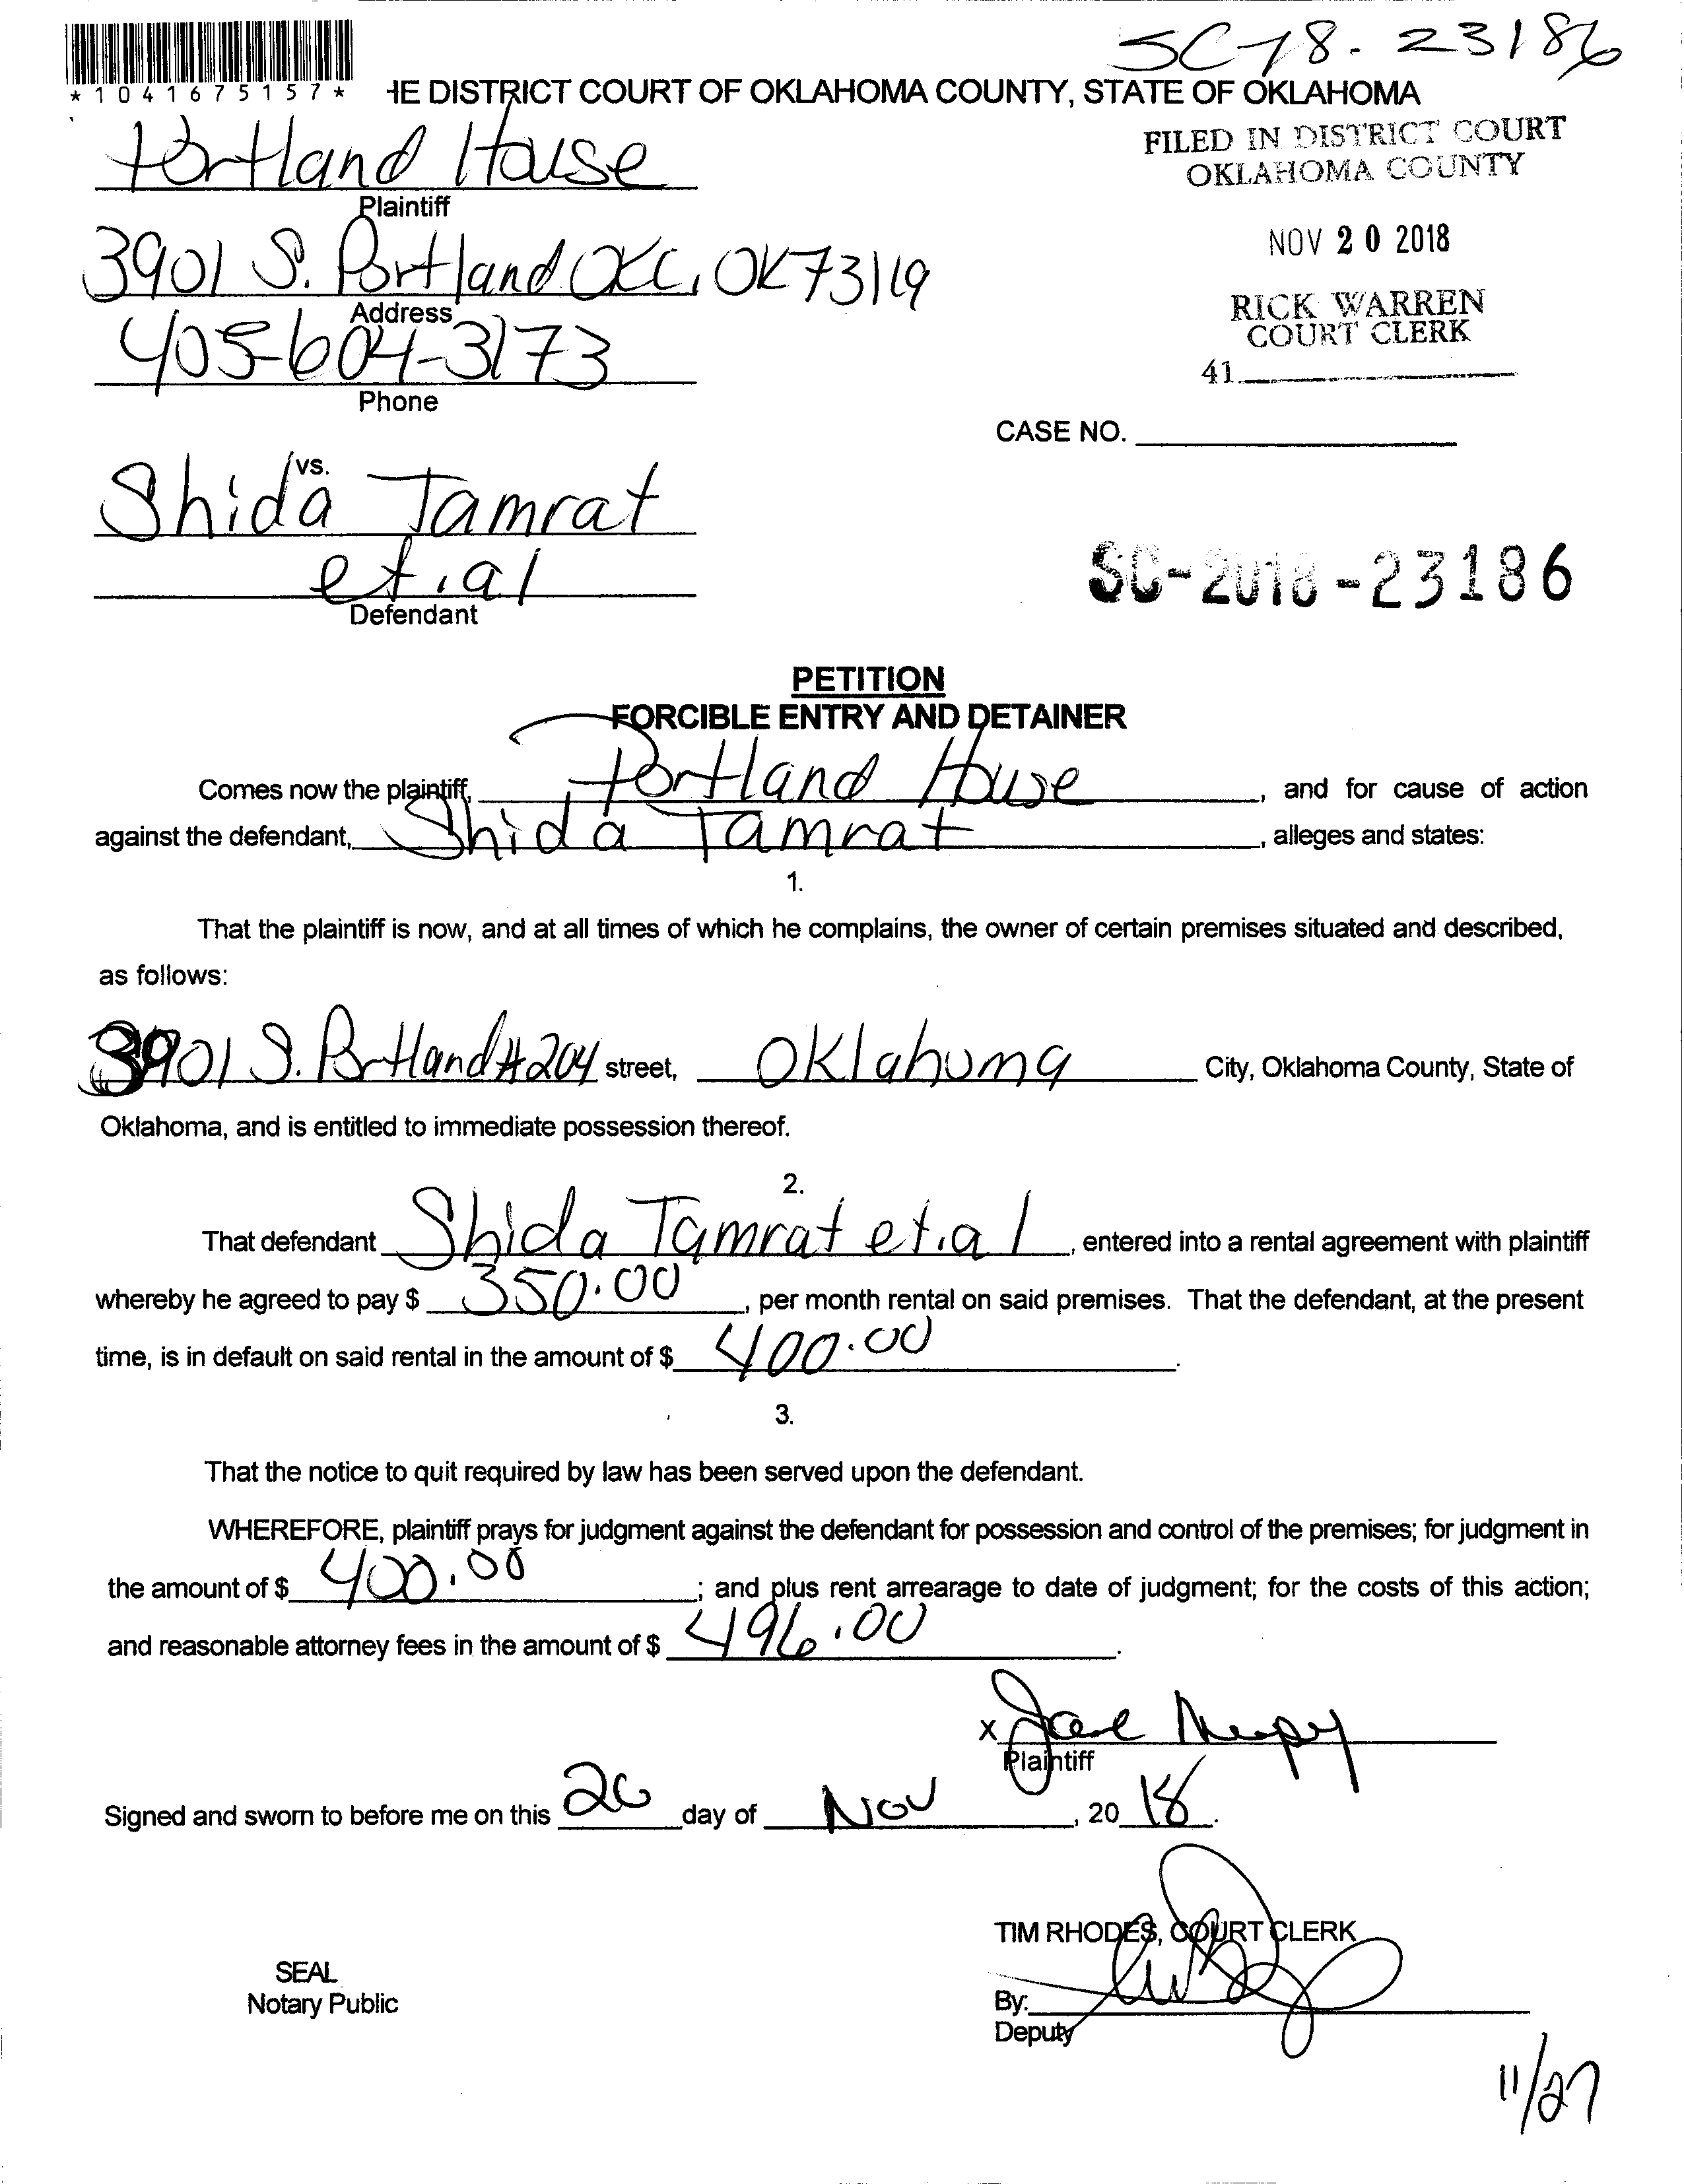 SC-18-23186
*1041675157*
HE DISTRICT COURT OF OKLAHOMA COUNTY, STATE OF OKLAHOMA
Portland House
Plaintiff
3901 S. Portland OKC, OK 73119
Address
405-604-3173
Phone
vs.
Shida Tamrat
et.al
Defendant
FILED IN DISTRICT COURT
OKLAHOMA COUNTY
NOV 20 2018
RICK WARREN
COURT CLERK
41
CASE NO.
SC-2018-23186
PETITION
FORCIBLE ENTRY AND DETAINER
Comes now the plaintiff, Portland House, and for cause of action
against the defendant, Shida Tamrat, alleges and states:
1.
That the plaintiff is now, and at all times of which he complains, the owner of certain premises situated and described,
as follows:
3901 S. Portland #204 street, Oklahoma City, Oklahoma County, State of
Oklahoma, and is entitled to immediate possession thereof.
2.
That defendant Shida Tamrat et.al, entered into a rental agreement with plaintiff
whereby he agreed to pay $ 350.00, per month rental on said premises. That the defendant, at the present
time, is in default on said rental in the amount of $ 400.00.
3.
That the notice to quit required by law has been served upon the defendant.
WHEREFORE, plaintiff prays for judgment against the defendant for possession and control of the premises; for judgment in
the amount of $ 400.00; and plus rent arrearage to date of judgment; for the costs of this action;
and reasonable attorney fees in the amount of $ 496.00.
X
Plaintiff
Signed and sworn to before me on this 20 day of Nov, 20 18.
TIM RHODES, COURT CLERK
SEAL
Notary Public
By:
Deputy
11/27